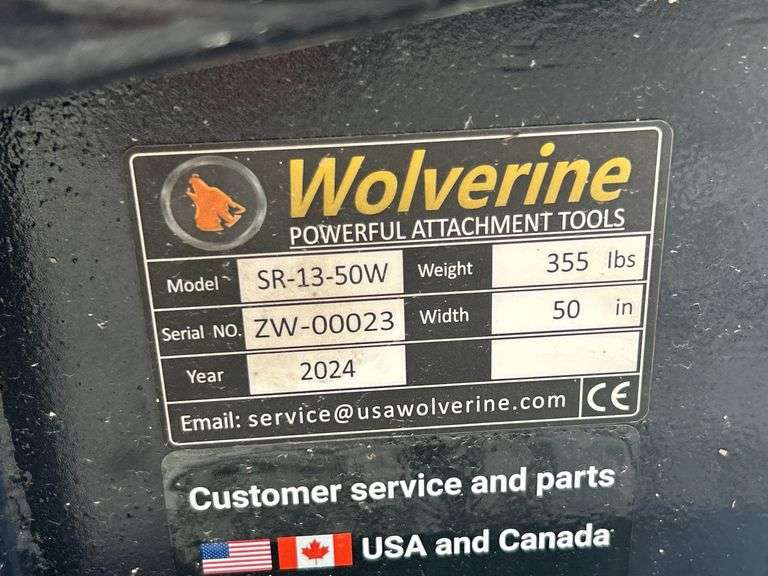 Wolverine
POWERFUL ATTACHMENT TOOLS
Model SR-13-50W Weight 355 lbs
Serial NO. ZW-00023 Width 50 in
Year 2024
Email: service@usawolverine.com CE
Customer service and parts
USA and Canada